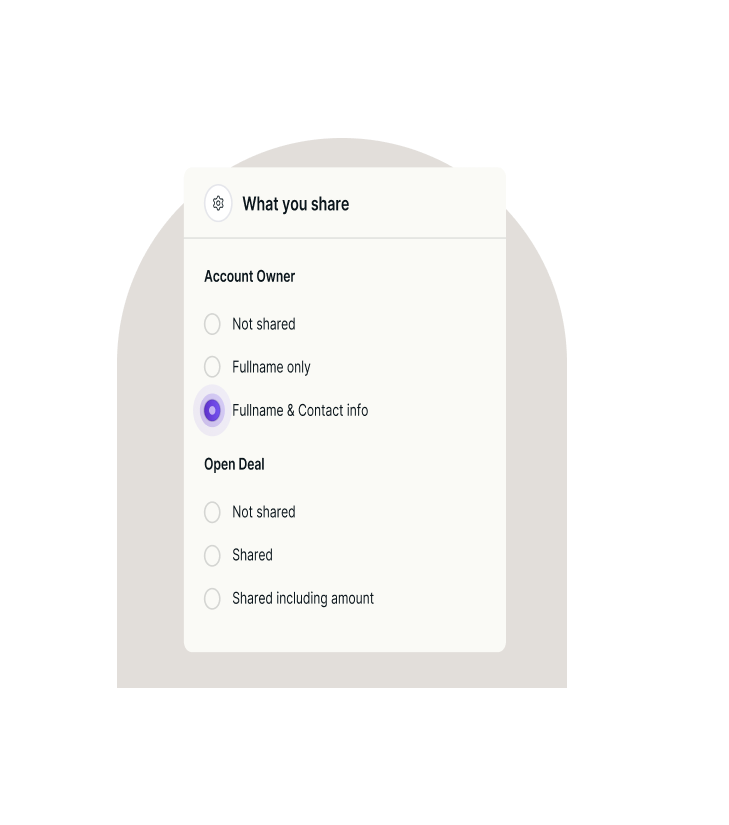 What you share
Account Owner
Not shared
Fullname only
Fullname & Contact info
Open Deal
Not shared
Shared
Shared including amount